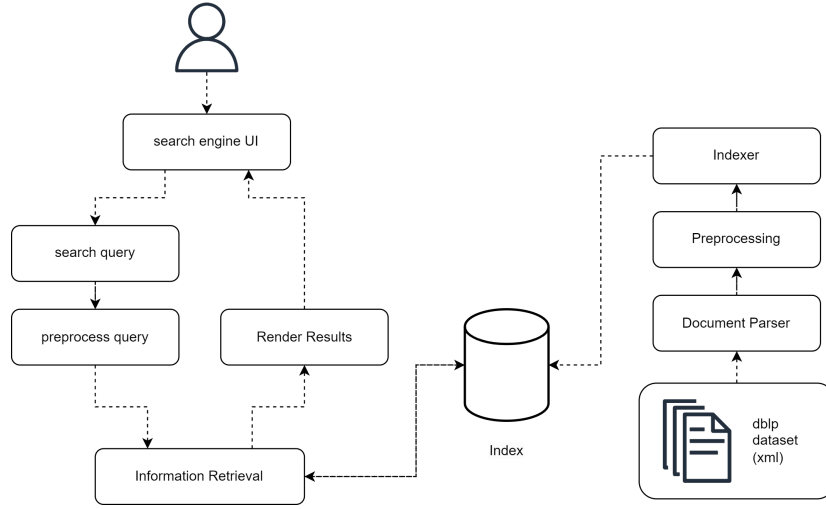 search engine UI
Indexer
search query
Preprocessing
preprocess query
Render Results
Document Parser
Index
dblp
dataset
(xml)
Information Retrieval